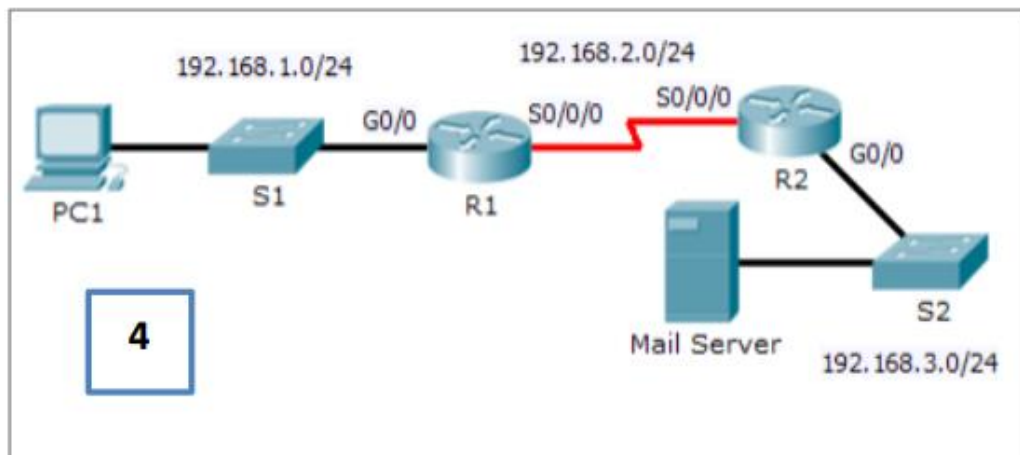 192.168.1.0/24
192.168.2.0/24
G0/0
S0/0/0
S0/0/0
G0/0
PC1
S1
R1
R2
4
Mail Server
S2
192.168.3.0/24